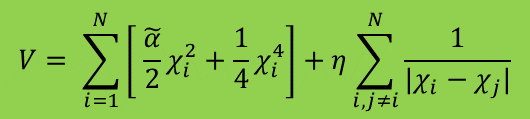 V = \sum_{i=1}^{N} \left[ \frac{\widetilde{\alpha}}{2} \chi_i^2 + \frac{1}{4} \chi_i^4 \right] + \eta \sum_{i,j \neq i}^{N} \frac{1}{|\chi_i - \chi_j|}